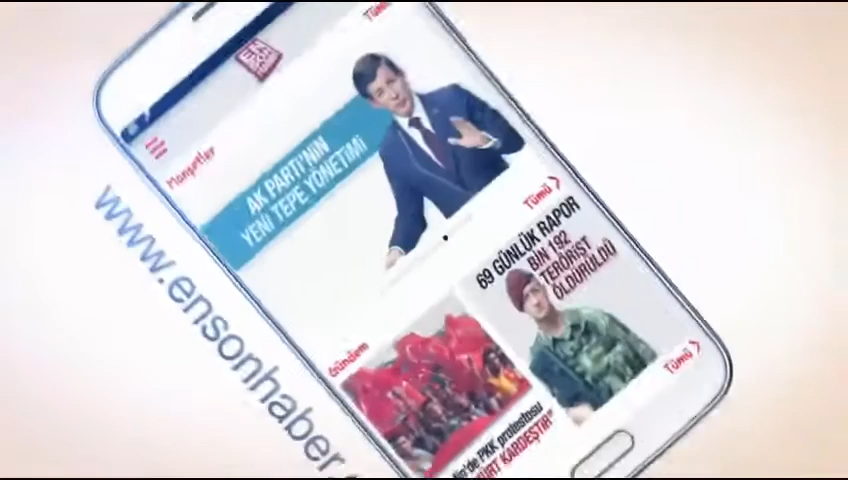 Tümü
Manşetler
AK PARTİ'NİN
YENİ TEPE YÖNETİMİ
Tümü
69 GÜNLÜK RAPOR
BİN 192
TERÖRİST
ÖLDÜRÜLDÜ
Gündem
Tümü
PKK protestosu
KARDEŞTİR"
www.ensonhaber